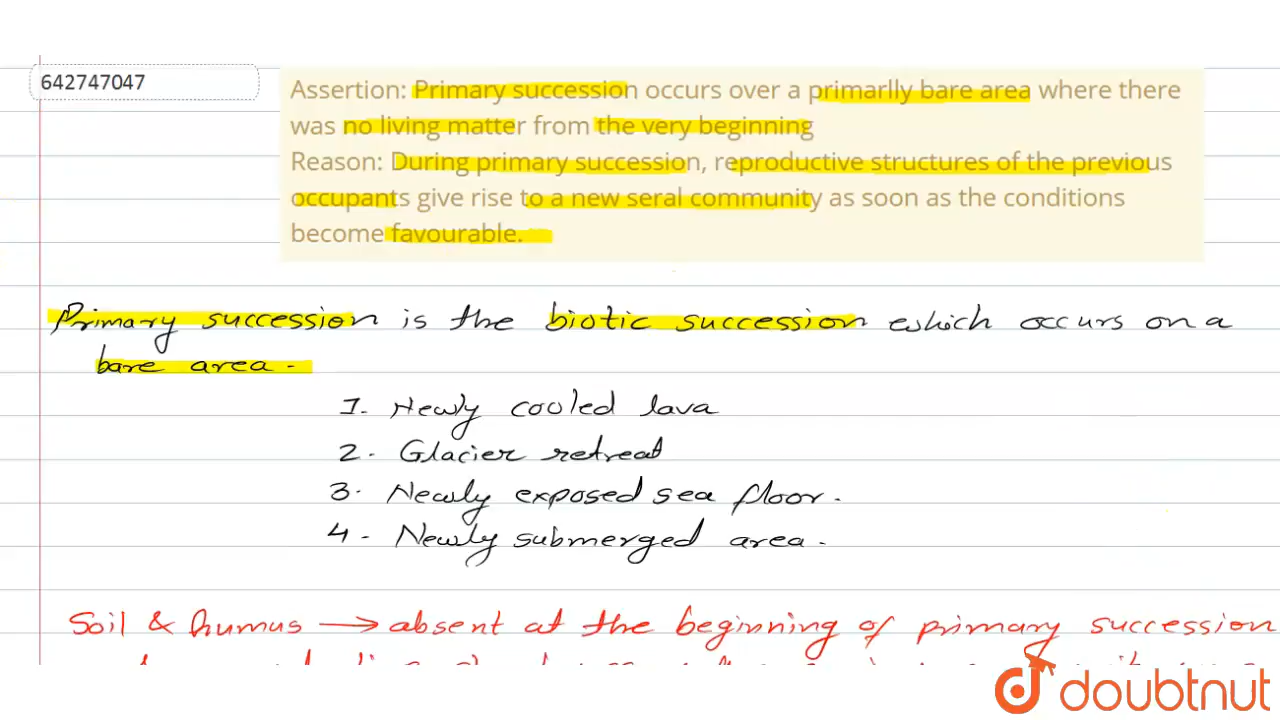 642747047
Assertion: Primary succession occurs over a primarlly bare area where there
was no living matter from the very beginning
Reason: During primary succession, reproductive structures of the previous
occupants give rise to a new seral community as soon as the conditions
become favourable.
Primary succession is the biotic succession which occurs on a
bare area.
1. Newly cooled lava
2. Glacier retreat
3. Newly exposed sea floor.
4. Newly submerged area.
Soil & humus → absent at the beginning of primary succession
doubtnut